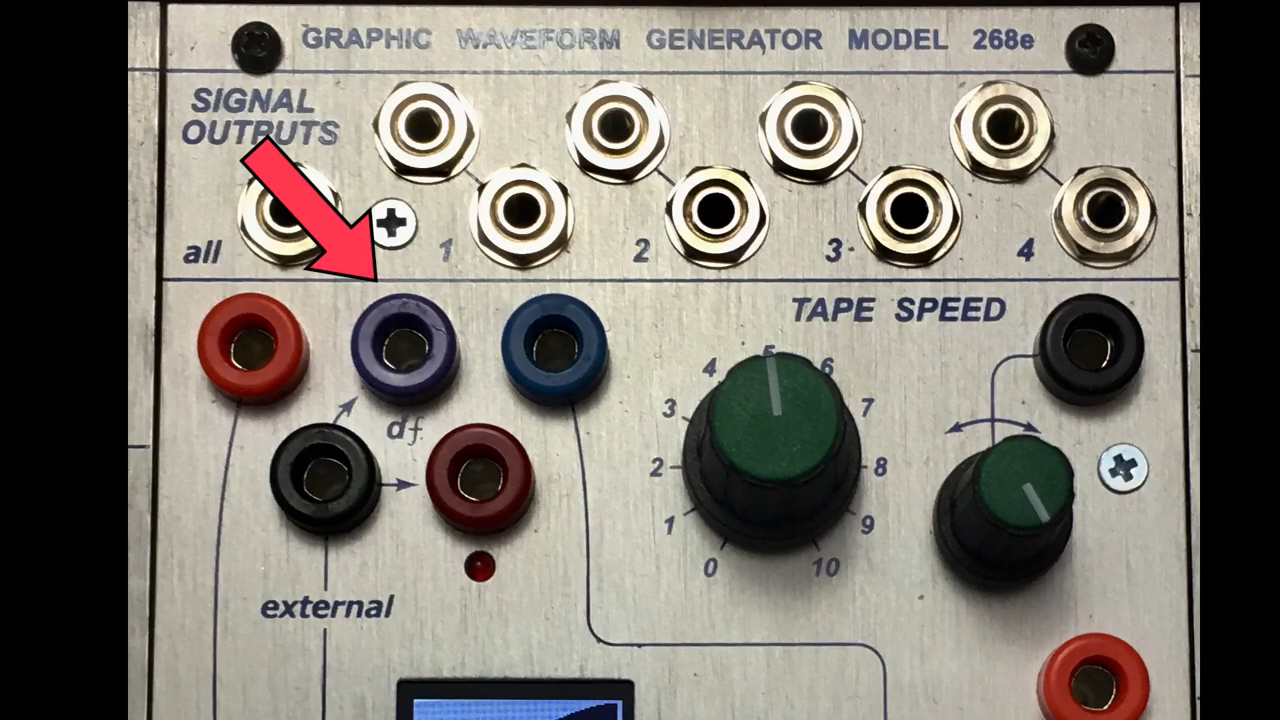 GRAPHIC WAVEFORM GENERATOR MODEL 268e
SIGNAL
OUTPUTS
all
1
2
3
4
TAPE SPEED
0
1
2
3
4
5
6
7
8
9
10
df
external